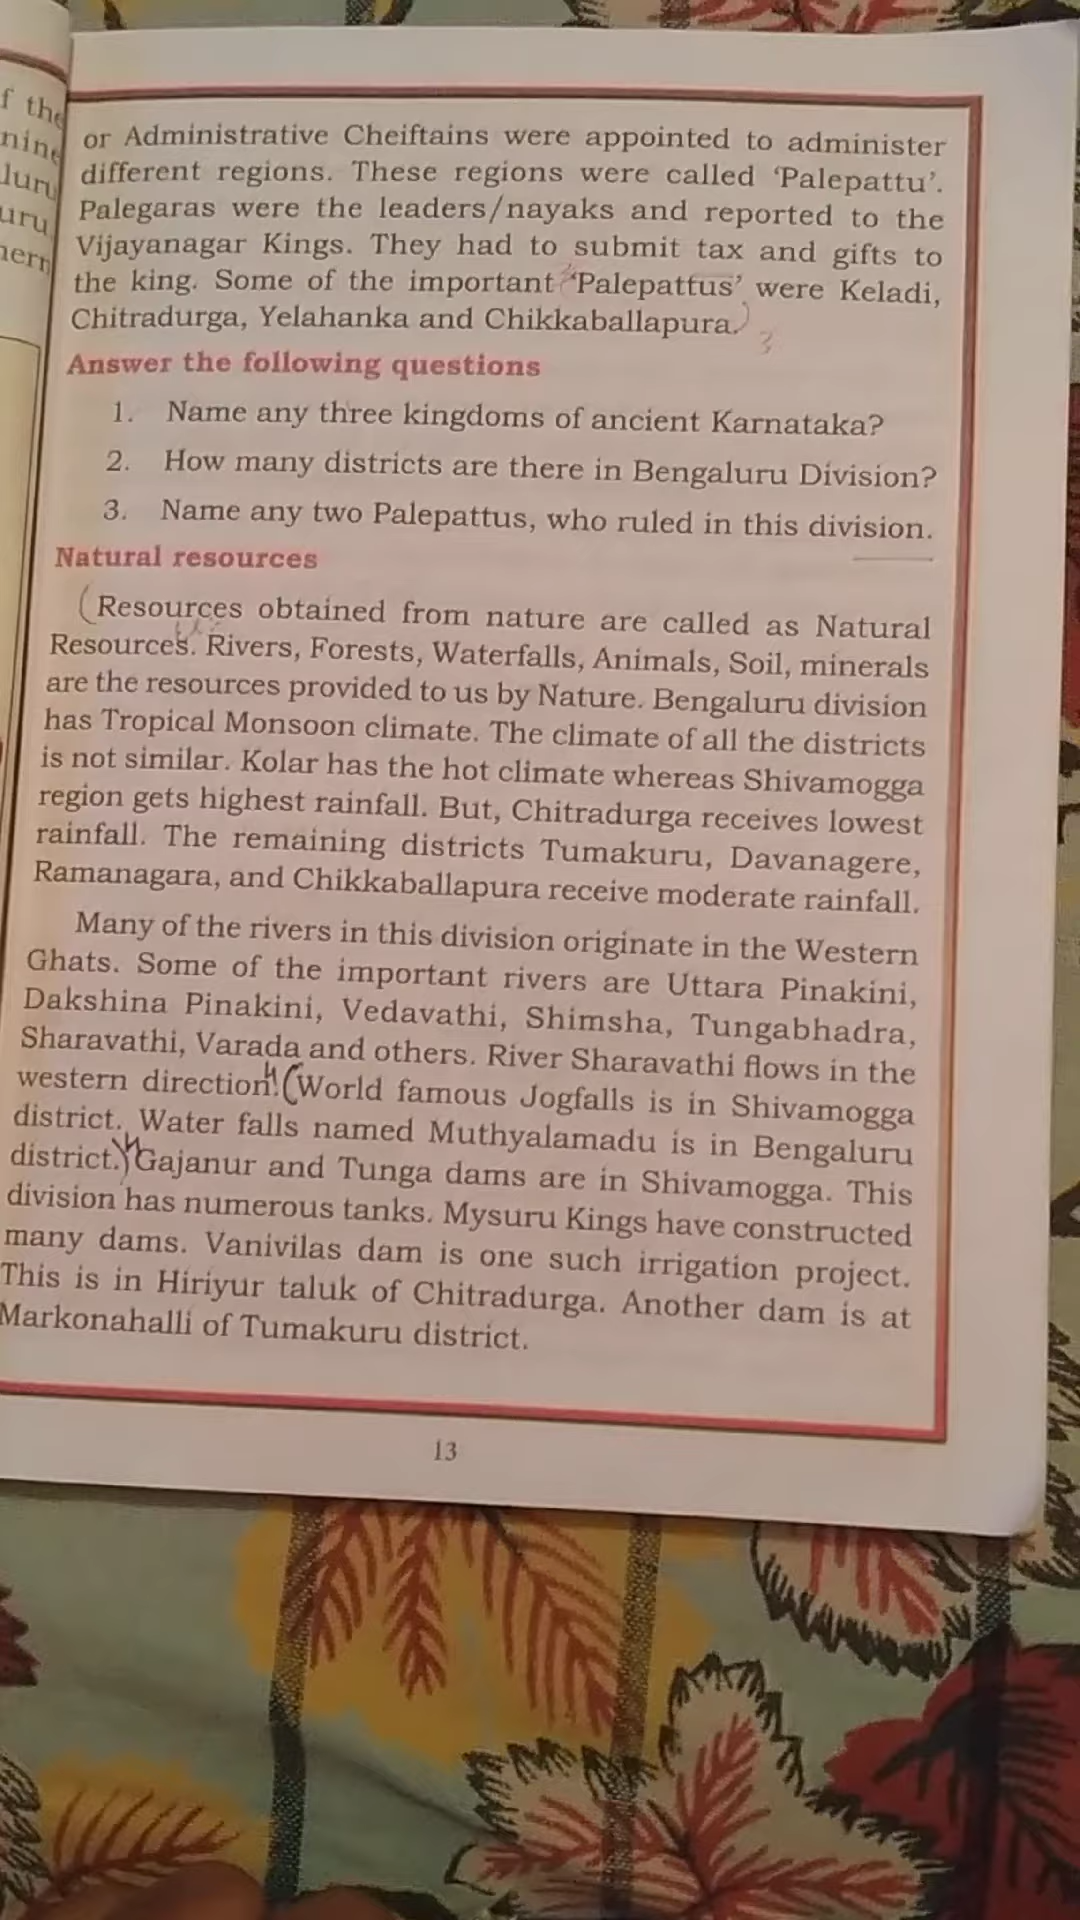 f the
nine
luru
uru
hern
or Administrative Cheiftains were appointed to administer
different regions. These regions were called 'Palepattu'.
Palegaras were the leaders/nayaks and reported to the
Vijayanagar Kings. They had to submit tax and gifts to
the king. Some of the important 'Palepattus' were Keladi,
Chitradurga, Yelahanka and Chikkaballapura.
3
Answer the following questions
1. Name any three kingdoms of ancient Karnataka?
2. How many districts are there in Bengaluru Division?
3. Name any two Palepattus, who ruled in this division.
Natural resources
(Resources obtained from nature are called as Natural
Resources. Rivers, Forests, Waterfalls, Animals, Soil, minerals
are the resources provided to us by Nature. Bengaluru division
has Tropical Monsoon climate. The climate of all the districts
is not similar. Kolar has the hot climate whereas Shivamogga
region gets highest rainfall. But, Chitradurga receives lowest
rainfall. The remaining districts Tumakuru, Davanagere,
Ramanagara, and Chikkaballapura receive moderate rainfall.
Many of the rivers in this division originate in the Western
Ghats. Some of the important rivers are Uttara Pinakini,
Dakshina Pinakini, Vedavathi, Shimsha, Tungabhadra,
Sharavathi, Varada and others. River Sharavathi flows in the
western direction. (World famous Jogfalls is in Shivamogga
district. Water falls named Muthyalamadu is in Bengaluru
district.) Gajanur and Tunga dams are in Shivamogga. This
division has numerous tanks. Mysuru Kings have constructed
many dams. Vanivilas dam is one such irrigation project.
This is in Hiriyur taluk of Chitradurga. Another dam is at
Markonahalli of Tumakuru district.
13